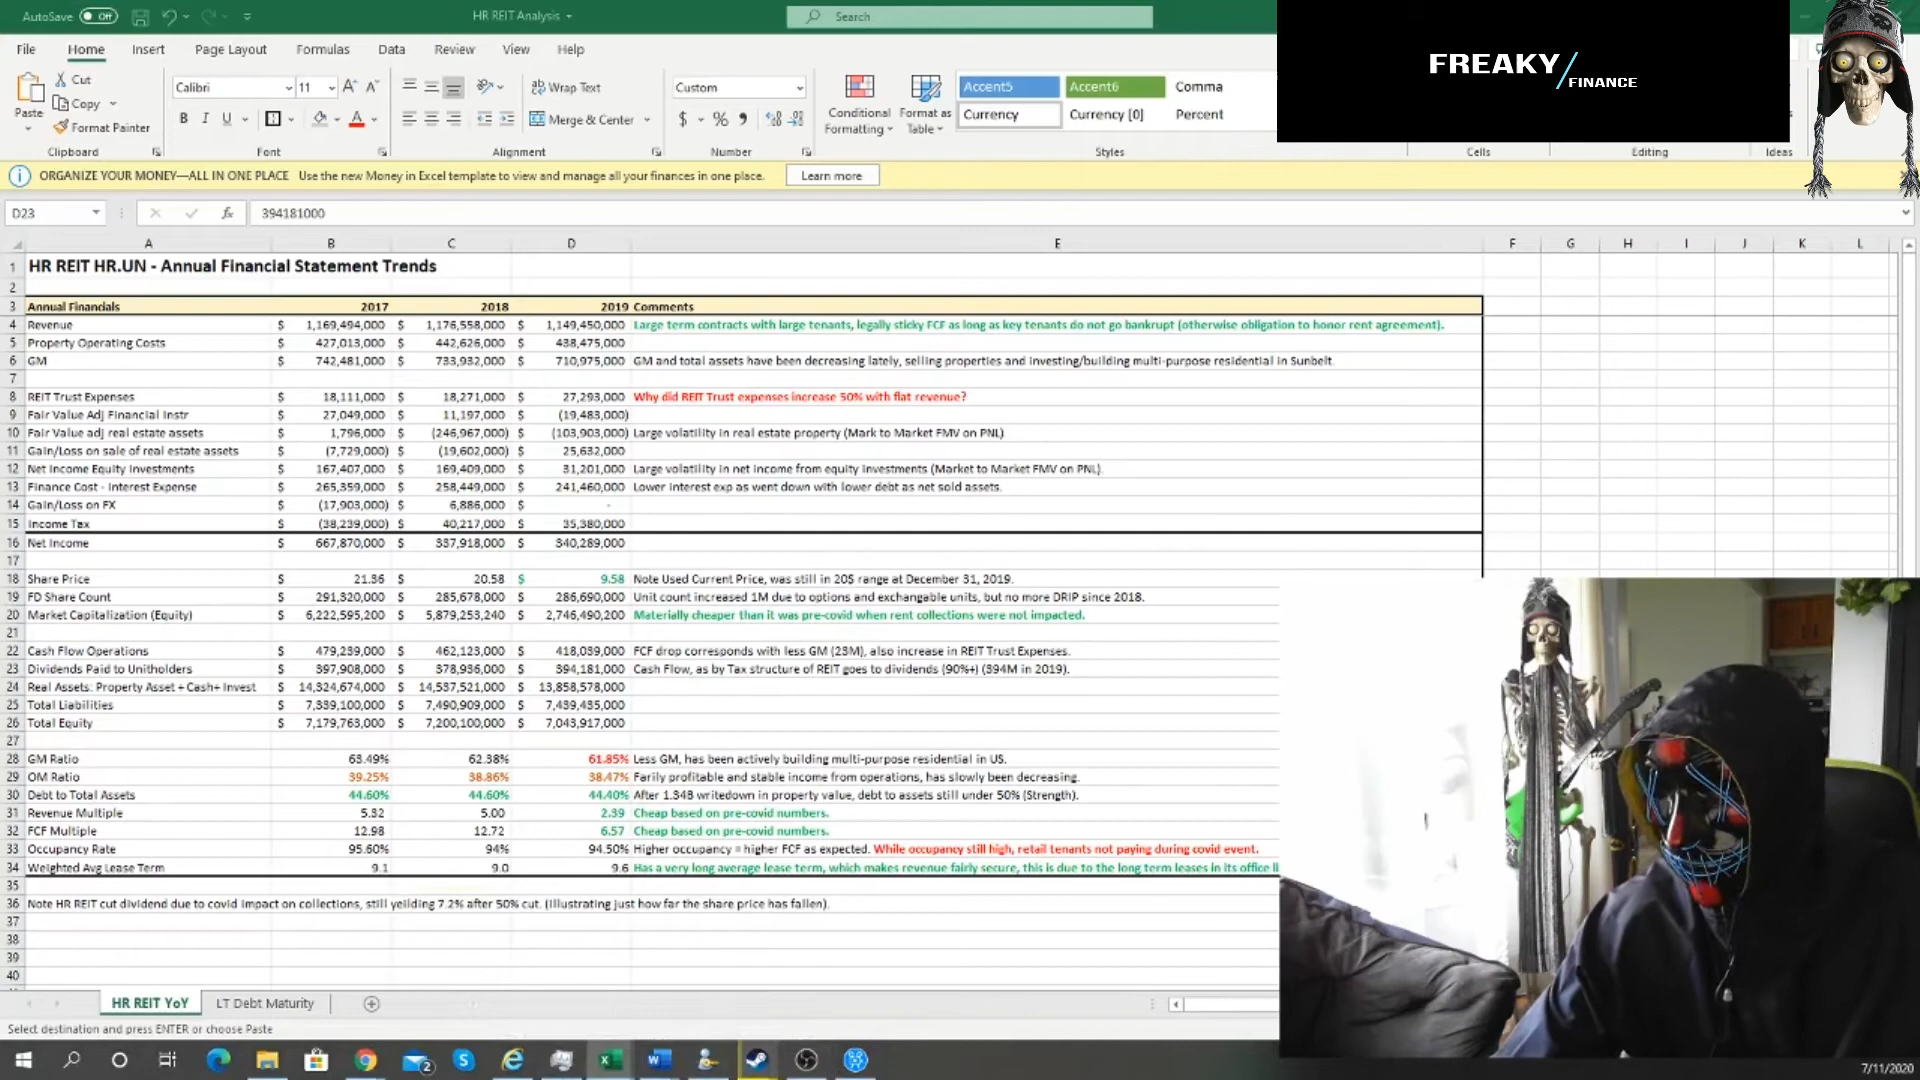 AutoSave Off HR REIT Analysis Search
FREAKY/FINANCE
File Home Insert Page Layout Formulas Data Review View Help
Paste Cut Copy Format Painter
Calibri 11 Wrap Text Merge & Center
Custom Conditional Formatting Format as Table
Accent5 Accent6 Comma
Currency Currency [0] Percent
Clipboard Font Alignment Number Styles Cells Editing Ideas
ORGANIZE YOUR MONEY—ALL IN ONE PLACE Use the new Money in Excel template to view and manage all your finances in one place. Learn more
D23 fx 394181000
A B C D E F G H I J K L
1 HR REIT HR.UN - Annual Financial Statement Trends
2
3 Annual Financials 2017 2018 2019 Comments
4 Revenue $ 1,169,494,000 $ 1,176,558,000 $ 1,149,450,000 Large term contracts with large tenants, legally sticky FCF as long as key tenants do not go bankrupt (otherwise obligation to honor rent agreement).
5 Property Operating Costs $ 427,013,000 $ 442,626,000 $ 438,475,000
6 GM $ 742,481,000 $ 733,932,000 $ 710,975,000 GM and total assets have been decreasing lately, selling properties and investing/building multi-purpose residential in Sunbelt.
7
8 REIT Trust Expenses $ 18,111,000 $ 18,271,000 $ 27,293,000 Why did REIT Trust expenses increase 50% with flat revenue?
9 Fair Value Adj Financial Instr $ 27,049,000 $ 11,197,000 $ (19,483,000)
10 Fair Value adj real estate assets $ 1,796,000 $ (246,967,000) $ (103,903,000) Large volatility in real estate property (Mark to Market FMV on PNL)
11 Gain/Loss on sale of real estate assets $ (7,729,000) $ (19,602,000) $ 25,632,000
12 Net Income Equity Investments $ 167,407,000 $ 169,409,000 $ 31,201,000 Large volatility in net income from equity investments (Market to Market FMV on PNL)
13 Finance Cost - Interest Expense $ 265,359,000 $ 258,449,000 $ 241,460,000 Lower interest exp as went down with lower debt as net sold assets.
14 Gain/Loss on FX $ (17,903,000) $ 6,886,000 $ -
15 Income Tax $ (38,239,000) $ 40,217,000 $ 35,380,000
16 Net Income $ 667,870,000 $ 337,918,000 $ 340,289,000
17
18 Share Price $ 21.36 $ 20.58 $ 9.58 Note Used Current Price, was still in 20$ range at December 31, 2019.
19 FD Share Count $ 291,320,000 $ 285,678,000 $ 286,690,000 Unit count increased 1M due to options and exchangable units, but no more DRIP since 2018.
20 Market Capitalization (Equity) $ 6,222,595,200 $ 5,879,253,240 $ 2,746,490,200 Materially cheaper than it was pre-covid when rent collections were not impacted.
21
22 Cash Flow Operations $ 479,239,000 $ 462,123,000 $ 418,039,000 FCF drop corresponds with less GM (23M), also increase in REIT Trust Expenses.
23 Dividends Paid to Unitholders $ 397,908,000 $ 378,936,000 $ 394,181,000 Cash Flow, as by Tax structure of REIT goes to dividends (90%+) (394M in 2019).
24 Real Assets: Property Asset + Cash+ Invest $ 14,324,674,000 $ 14,537,521,000 $ 13,858,578,000
25 Total Liabilities $ 7,339,100,000 $ 7,490,909,000 $ 7,439,435,000
26 Total Equity $ 7,179,763,000 $ 7,200,100,000 $ 7,043,917,000
27
28 GM Ratio 63.49% 62.38% 61.85% Less GM, has been actively building multi-purpose residential in US.
29 OM Ratio 39.25% 38.86% 38.47% Farily profitable and stable income from operations, has slowly been decreasing.
30 Debt to Total Assets 44.60% 44.60% 44.40% After 1.34B writedown in property value, debt to assets still under 50% (Strength).
31 Revenue Multiple 5.32 5.00 2.39 Cheap based on pre-covid numbers.
32 FCF Multiple 12.98 12.72 6.57 Cheap based on pre-covid numbers.
33 Occupancy Rate 95.60% 94% 94.50% Higher occupancy = higher FCF as expected. While occupancy still high, retail tenants not paying during covid event.
34 Weighted Avg Lease Term 9.1 9.0 9.6 Has a very long average lease term, which makes revenue fairly secure, this is due to the long term leases in its office li
35
36 Note HR REIT cut dividend due to covid impact on collections, still yeilding 7.2% after 50% cut. (Illustrating just how far the share price has fallen).
37
38
39
40
HR REIT YoY LT Debt Maturity
Select destination and press ENTER or choose Paste
2
7/11/2020